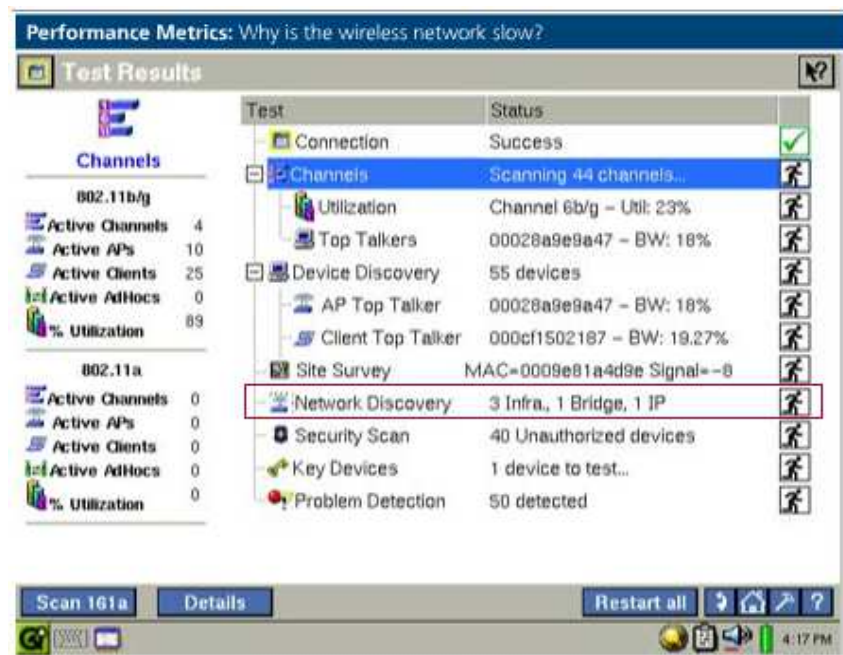 Performance Metrics: Why is the wireless network slow?
Test Results
Channels
802.11b/g
Active Channels 4
Active APs 10
Active Clients 25
Active AdHocs 0
% Utilization 89
802.11a
Active Channels 0
Active APs 0
Active Clients 0
Active AdHocs 0
% Utilization 0
Test Status
Connection Success
Channels Scanning 44 channels...
Utilization Channel 6b/g - Util: 23%
Top Talkers 00028a9e9a47 - BW: 18%
Device Discovery 55 devices
AP Top Talker 00028a9e9a47 - BW: 18%
Client Top Talker 000cf1502187 - BW: 19.27%
Site Survey MAC=0009e81a4d9e Signal=-8
Network Discovery 3 Infra., 1 Bridge, 1 IP
Security Scan 40 Unauthorized devices
Key Devices 1 device to test...
Problem Detection 50 detected
Scan 161a Details Restart all ?
4:17 PM